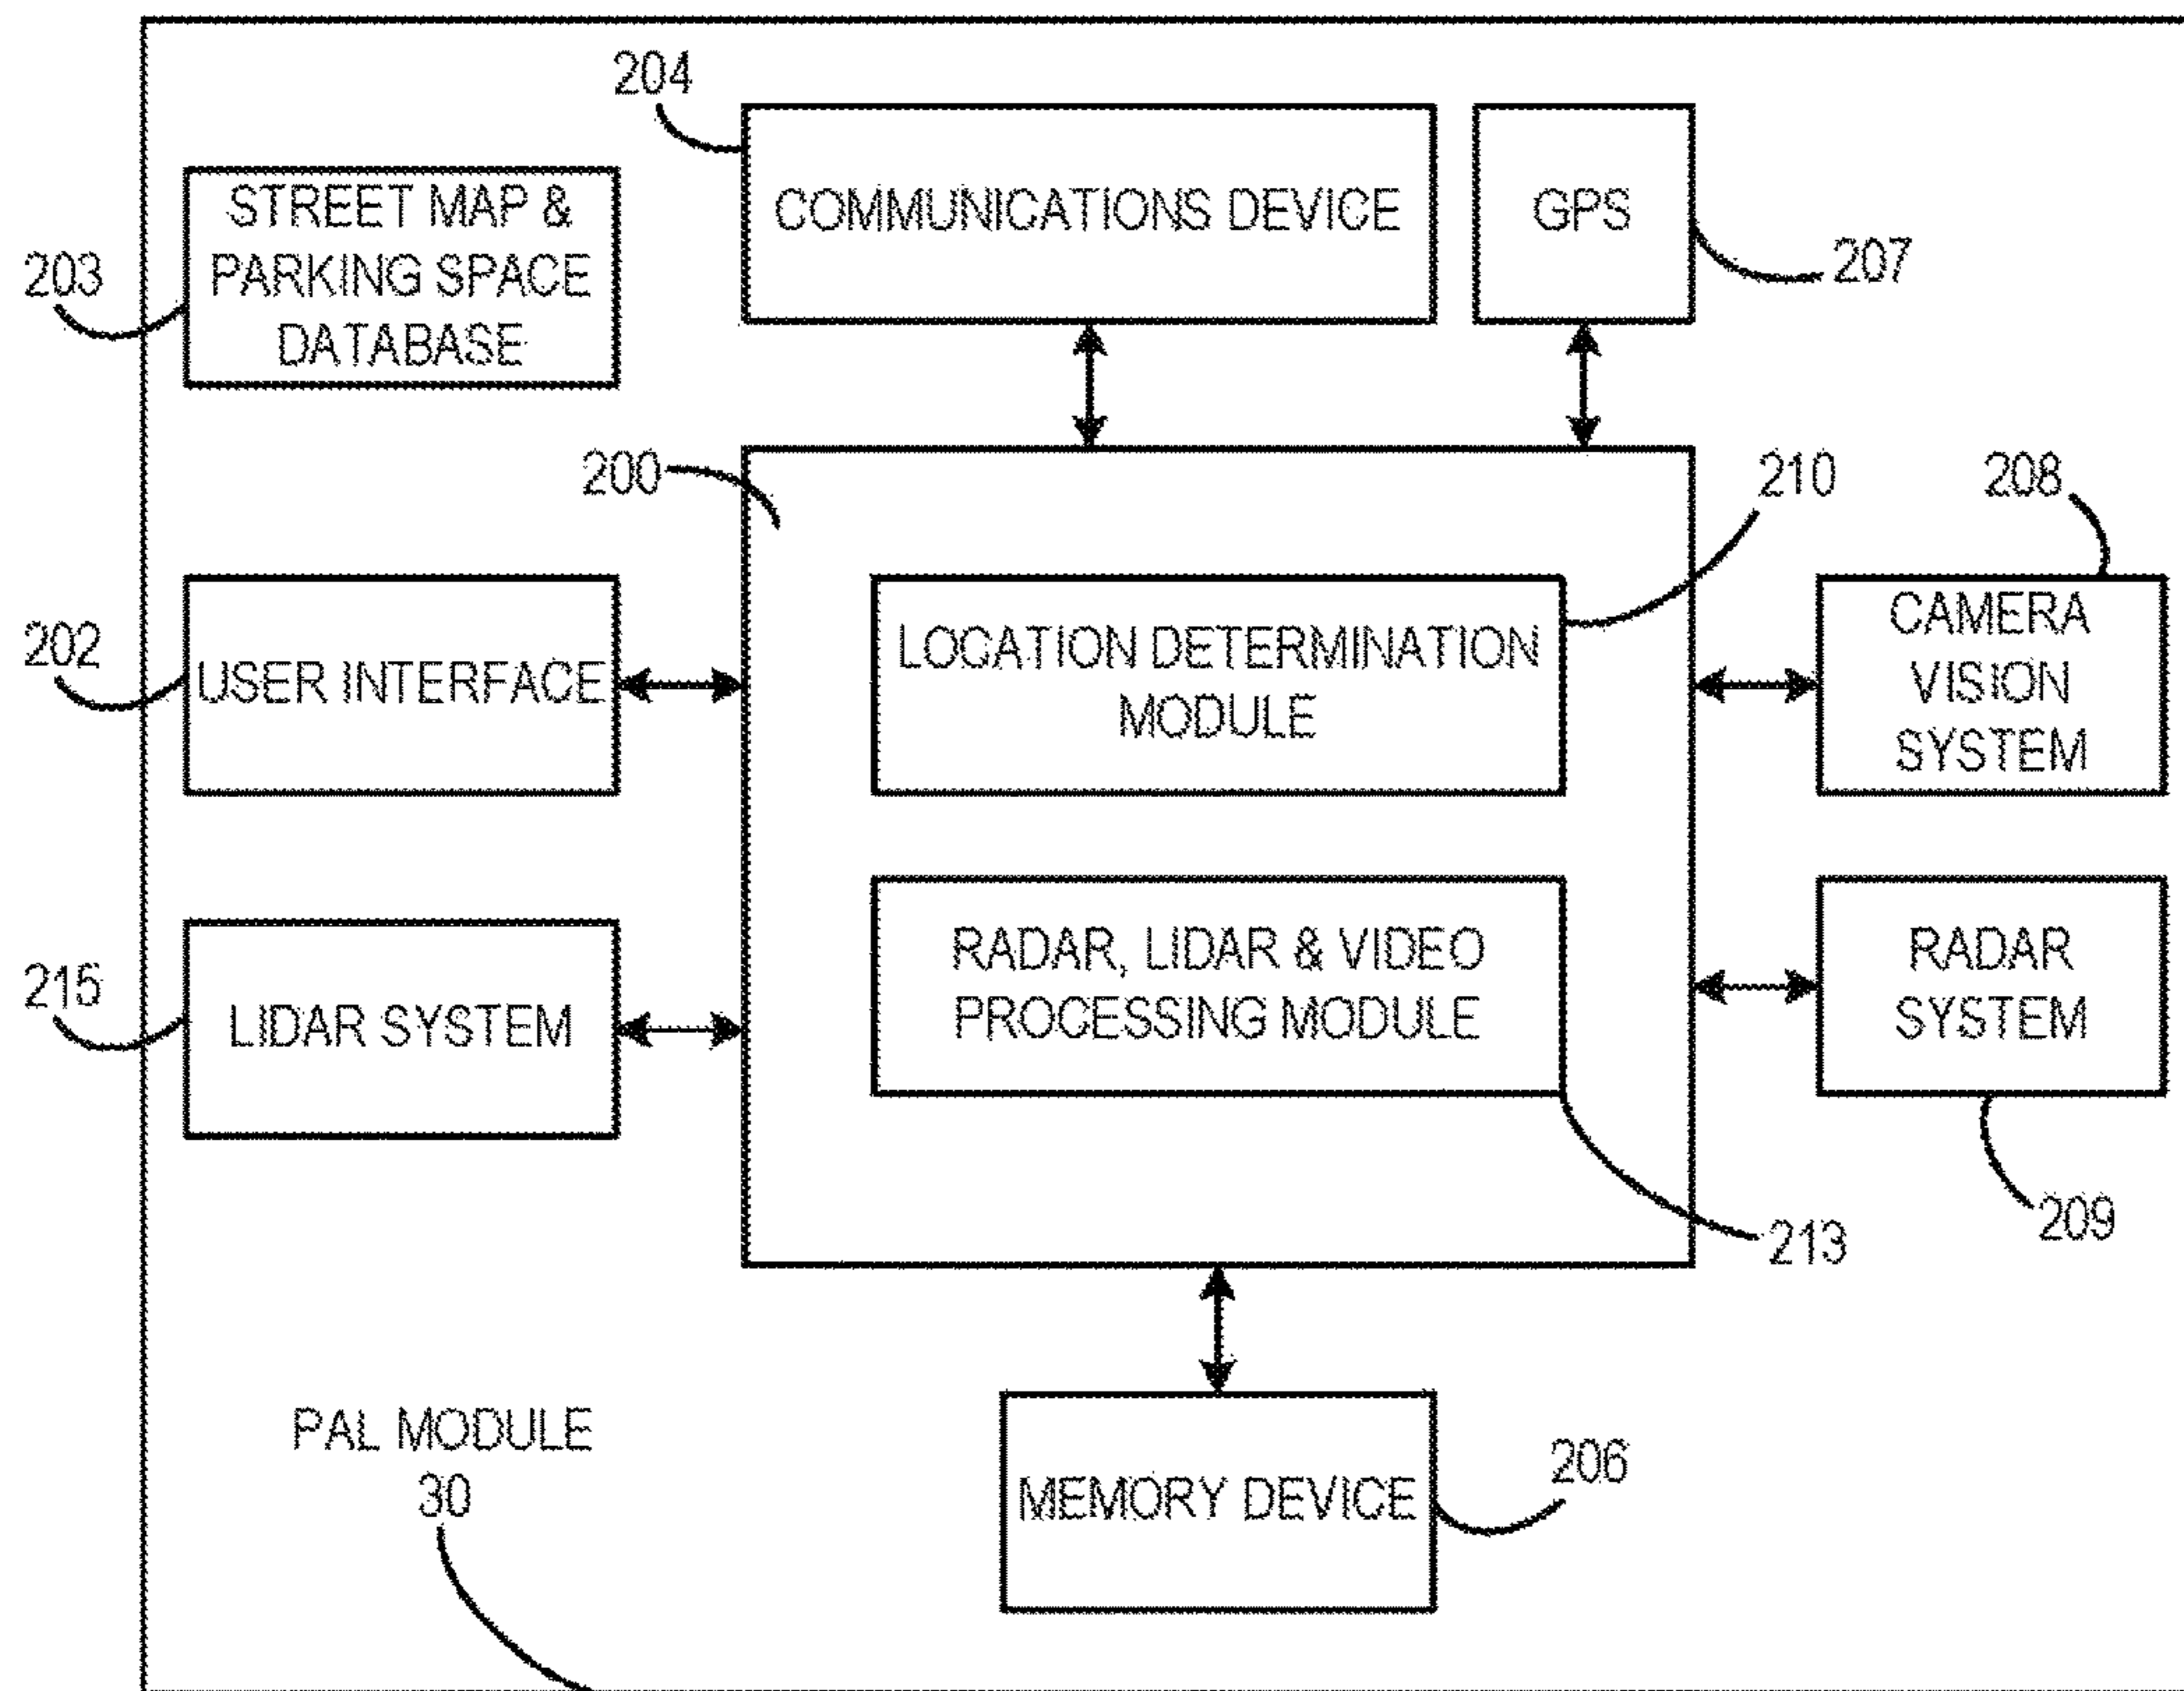 204
COMMUNICATIONS DEVICE
GPS
207
203
STREET MAP &
PARKING SPACE
DATABASE
200
210
208
202
USER INTERFACE
LOCATION DETERMINATION
MODULE
CAMERA
VISION
SYSTEM
215
LIDAR SYSTEM
RADAR, LIDAR & VIDEO
PROCESSING MODULE
RADAR
SYSTEM
209
213
PAL MODULE
30
MEMORY DEVICE
206